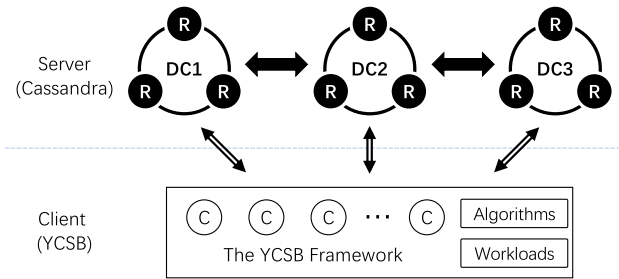 R R R
Server
(Cassandra)
DC1 DC2 DC3
R R R R R R
Client
(YCSB)
C C C ··· C
Algorithms
The YCSB Framework
Workloads